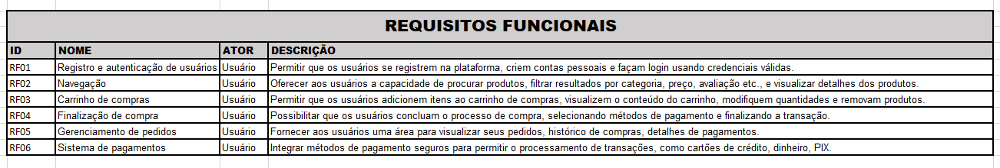 REQUISITOS FUNCIONAIS
ID NOME ATOR DESCRIÇÃO
RF01 Registro e autenticação de usuários Usuário Permitir que os usuários se registrem na plataforma, criem contas pessoais e façam login usando credenciais válidas.
RF02 Navegação Usuário Oferecer aos usuários a capacidade de procurar produtos, filtrar resultados por categoria, preço, avaliação etc., e visualizar detalhes dos produtos.
RF03 Carrinho de compras Usuário Permitir que os usuários adicionem itens ao carrinho de compras, visualizem o conteúdo do carrinho, modifiquem quantidades e removam produtos.
RF04 Finalização de compra Usuário Possibilitar que os usuários concluam o processo de compra, selecionando métodos de pagamento e finalizando a transação.
RF05 Gerenciamento de pedidos Usuário Fornecer aos usuários uma área para visualizar seus pedidos, histórico de compras, detalhes de pagamentos.
RF06 Sistema de pagamentos Usuário Integrar métodos de pagamento seguros para permitir o processamento de transações, como cartões de crédito, dinheiro, PIX.